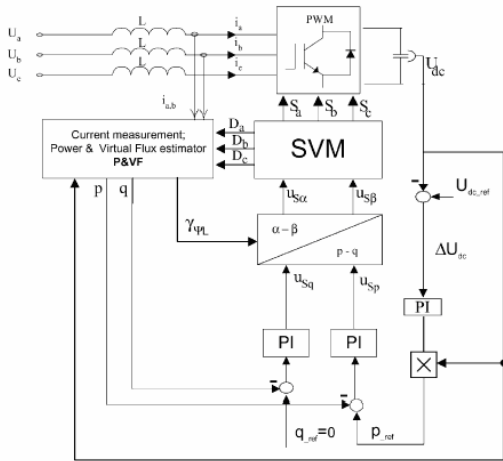 U_a
L
i_a
U_b
L
i_b
U_c
L
i_c
PWM
U_dc
i_a,b
S_a S_b S_c
Current measurement;
Power & Virtual Flux estimator
P&VF
D_a
D_b
D_c
SVM
U_dc_ref
p q
u_Sα u_Sβ
γ_ΨL
α – β
p - q
ΔU_dc
u_Sq u_Sp
PI
PI PI
×
q_ref=0
p_ref